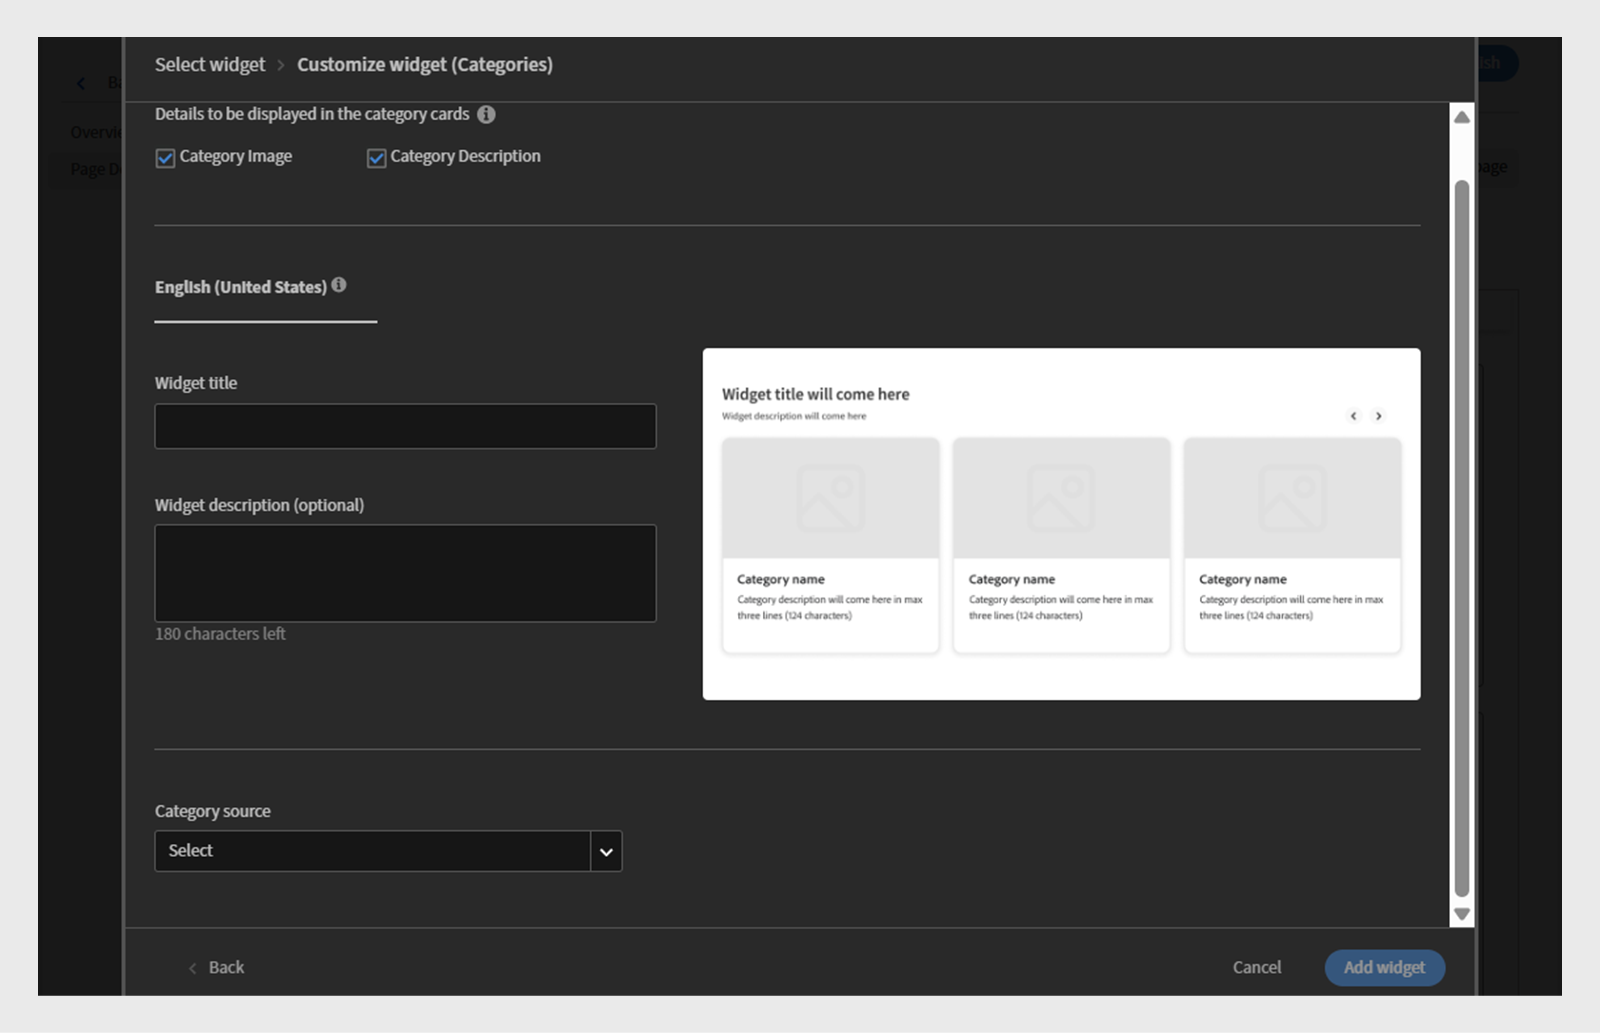 Select widget > Customize widget (Categories)
Details to be displayed in the category cards
Category Image
Category Description
English (United States)
Widget title
Widget description (optional)
180 characters left
Widget title will come here
Widget description will come here
Category name
Category description will come here in max
three lines (124 characters)
Category name
Category description will come here in max
three lines (124 characters)
Category name
Category description will come here in max
three lines (124 characters)
Category source
Select
Back
Cancel
Add widget